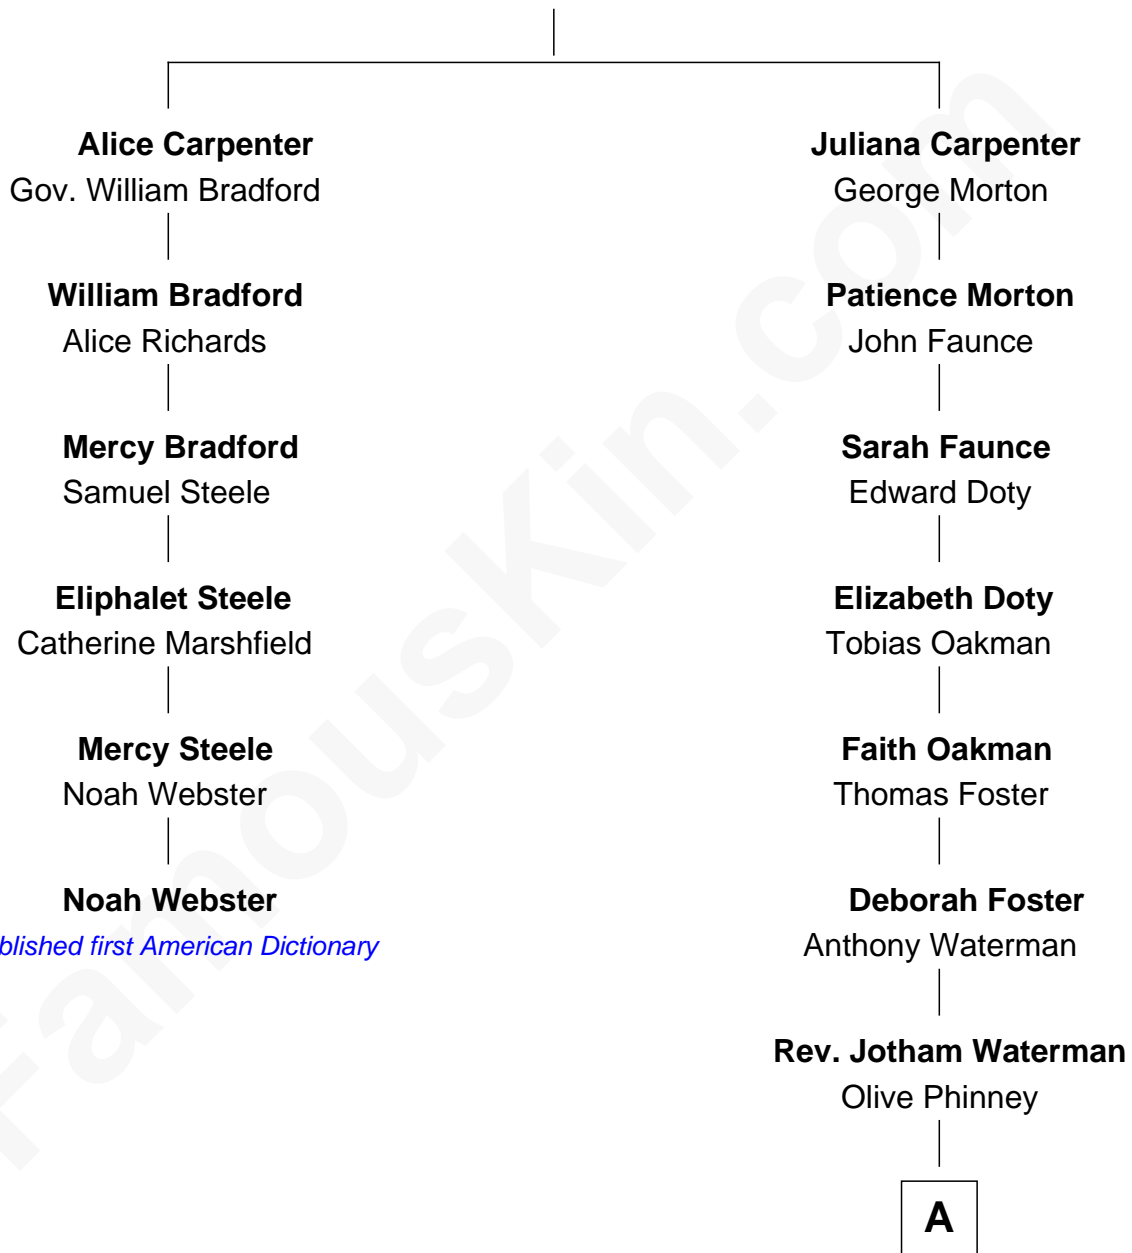 Alice Carpenter
Gov. William Bradford
William Bradford
Alice Richards
Mercy Bradford
Samuel Steele
Eliphalet Steele
Catherine Marshfield
Mercy Steele
Noah Webster
Noah Webster
first American Dictionary
Juliana Carpenter
George Morton
Patience Morton
John Faunce
Sarah Faunce
Edward Doty
Elizabeth Doty
Tobias Oakman
Faith Oakman
Thomas Foster
Deborah Foster
Anthony Waterman
Rev. Jotham Waterman
Olive Phinney
A
FamousKin.com